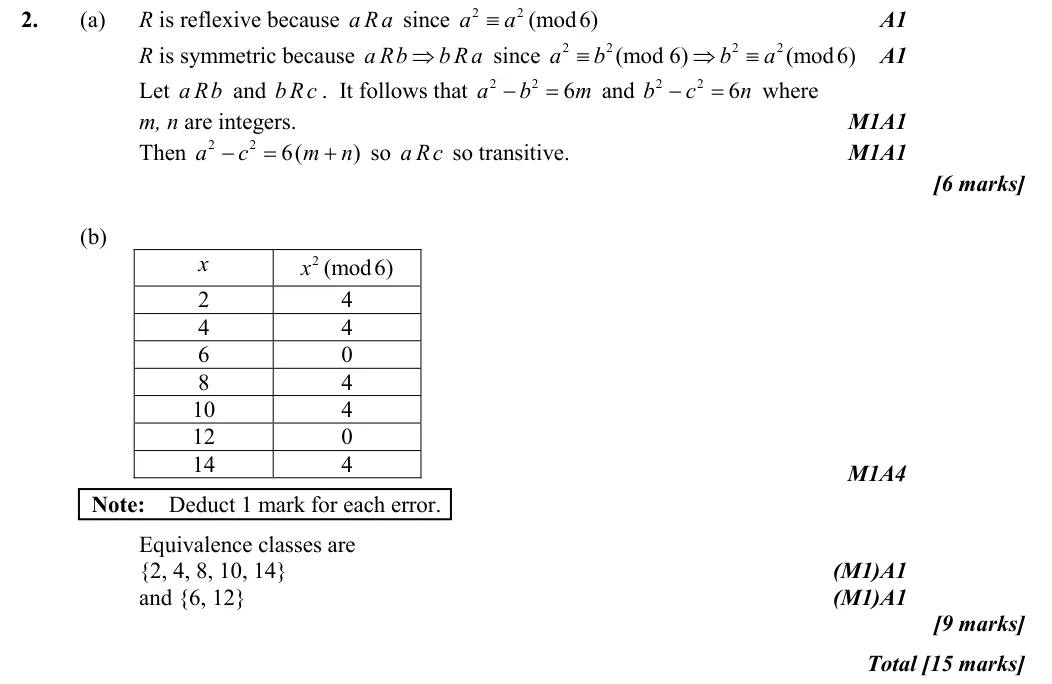 2. (a) R is reflexive because a R a since a² ≡ a² (mod 6) A1
R is symmetric because a R b ⇒ b R a since a² ≡ b² (mod 6) ⇒ b² ≡ a² (mod 6) A1
Let a R b and b R c. It follows that a² − b² = 6m and b² − c² = 6n where
m, n are integers. M1A1
Then a² − c² = 6(m + n) so a R c so transitive. M1A1
[6 marks]
(b)
x x² (mod 6)
2 4
4 4
6 0
8 4
10 4
12 0
14 4
M1A4
Note: Deduct 1 mark for each error.
Equivalence classes are
{2, 4, 8, 10, 14} (M1)A1
and {6, 12} (M1)A1
[9 marks]
Total [15 marks]